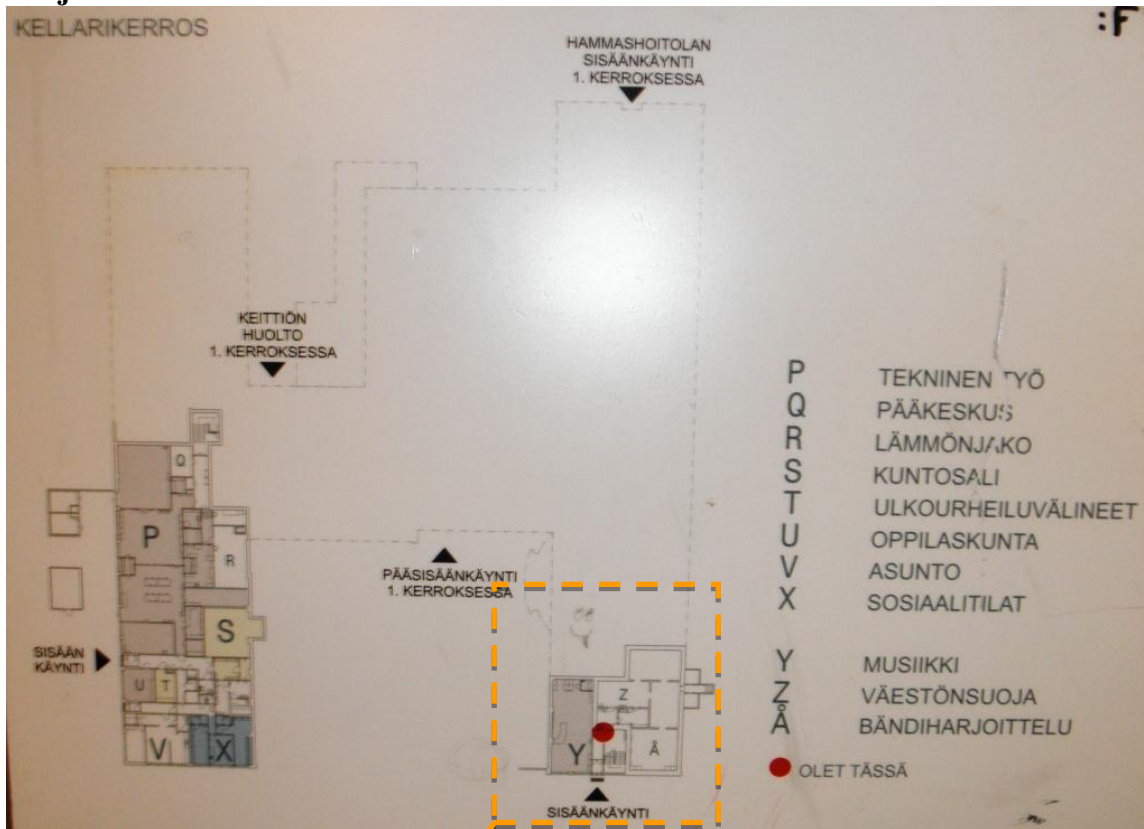 KELLARIKERROS
:F
HAMMASHOITOLAN
SISÄÄNKÄYNTI
1. KERROKSESSA
KEITTIÖN
HUOLTO
1. KERROKSESSA
PÄÄSISÄÄNKÄYNTI
1. KERROKSESSA
SISÄÄN
KÄYNTI
Q
P
R
S
U T
V X
Z
Y Å
SISÄÄNKÄYNTI
P TEKNINEN TYÖ
Q PÄÄKESKUS
R LÄMMÖNJAKO
S KUNTOSALI
T ULKOURHEILUVÄLINEET
U OPPILASKUNTA
V ASUNTO
X SOSIAALITILAT
Y MUSIIKKI
Z VÄESTÖNSUOJA
Å BÄNDIHARJOITTELU
OLET TÄSSÄ